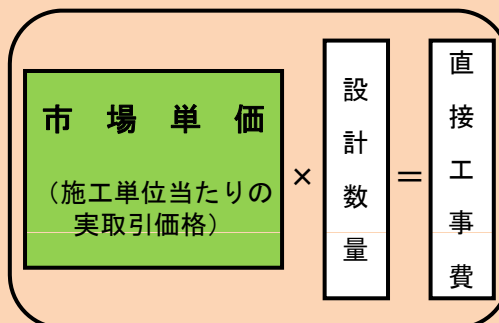 市場単価
（施工単位当たりの
実取引価格）
×
設計数量
＝
直接工事費